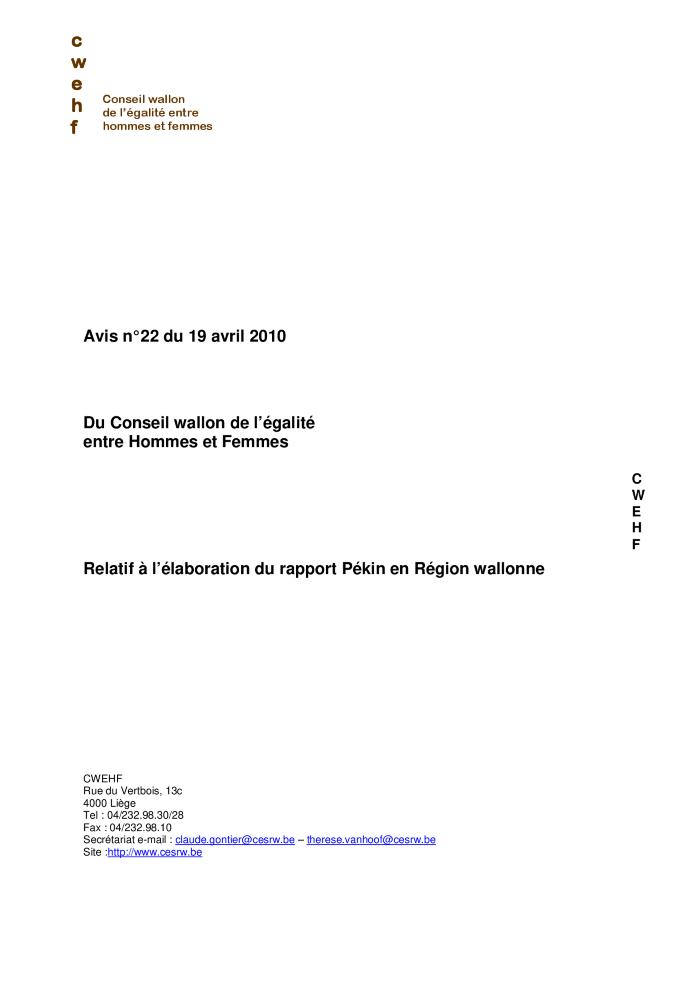 c
w
e
h
f
Conseil wallon
de l'égalité entre
hommes et femmes
Avis n°22 du 19 avril 2010
Du Conseil wallon de l'égalité
entre Hommes et Femmes
C
W
E
H
F
Relatif à l'élaboration du rapport Pékin en Région wallonne
CWEHF
Rue du Vertbois, 13c
4000 Liège
Tel : 04/232.98.30/28
Fax : 04/232.98.10
Secrétariat e-mail : claude.gontier@cesrw.be – therese.vanhoof@cesrw.be
Site :http://www.cesrw.be